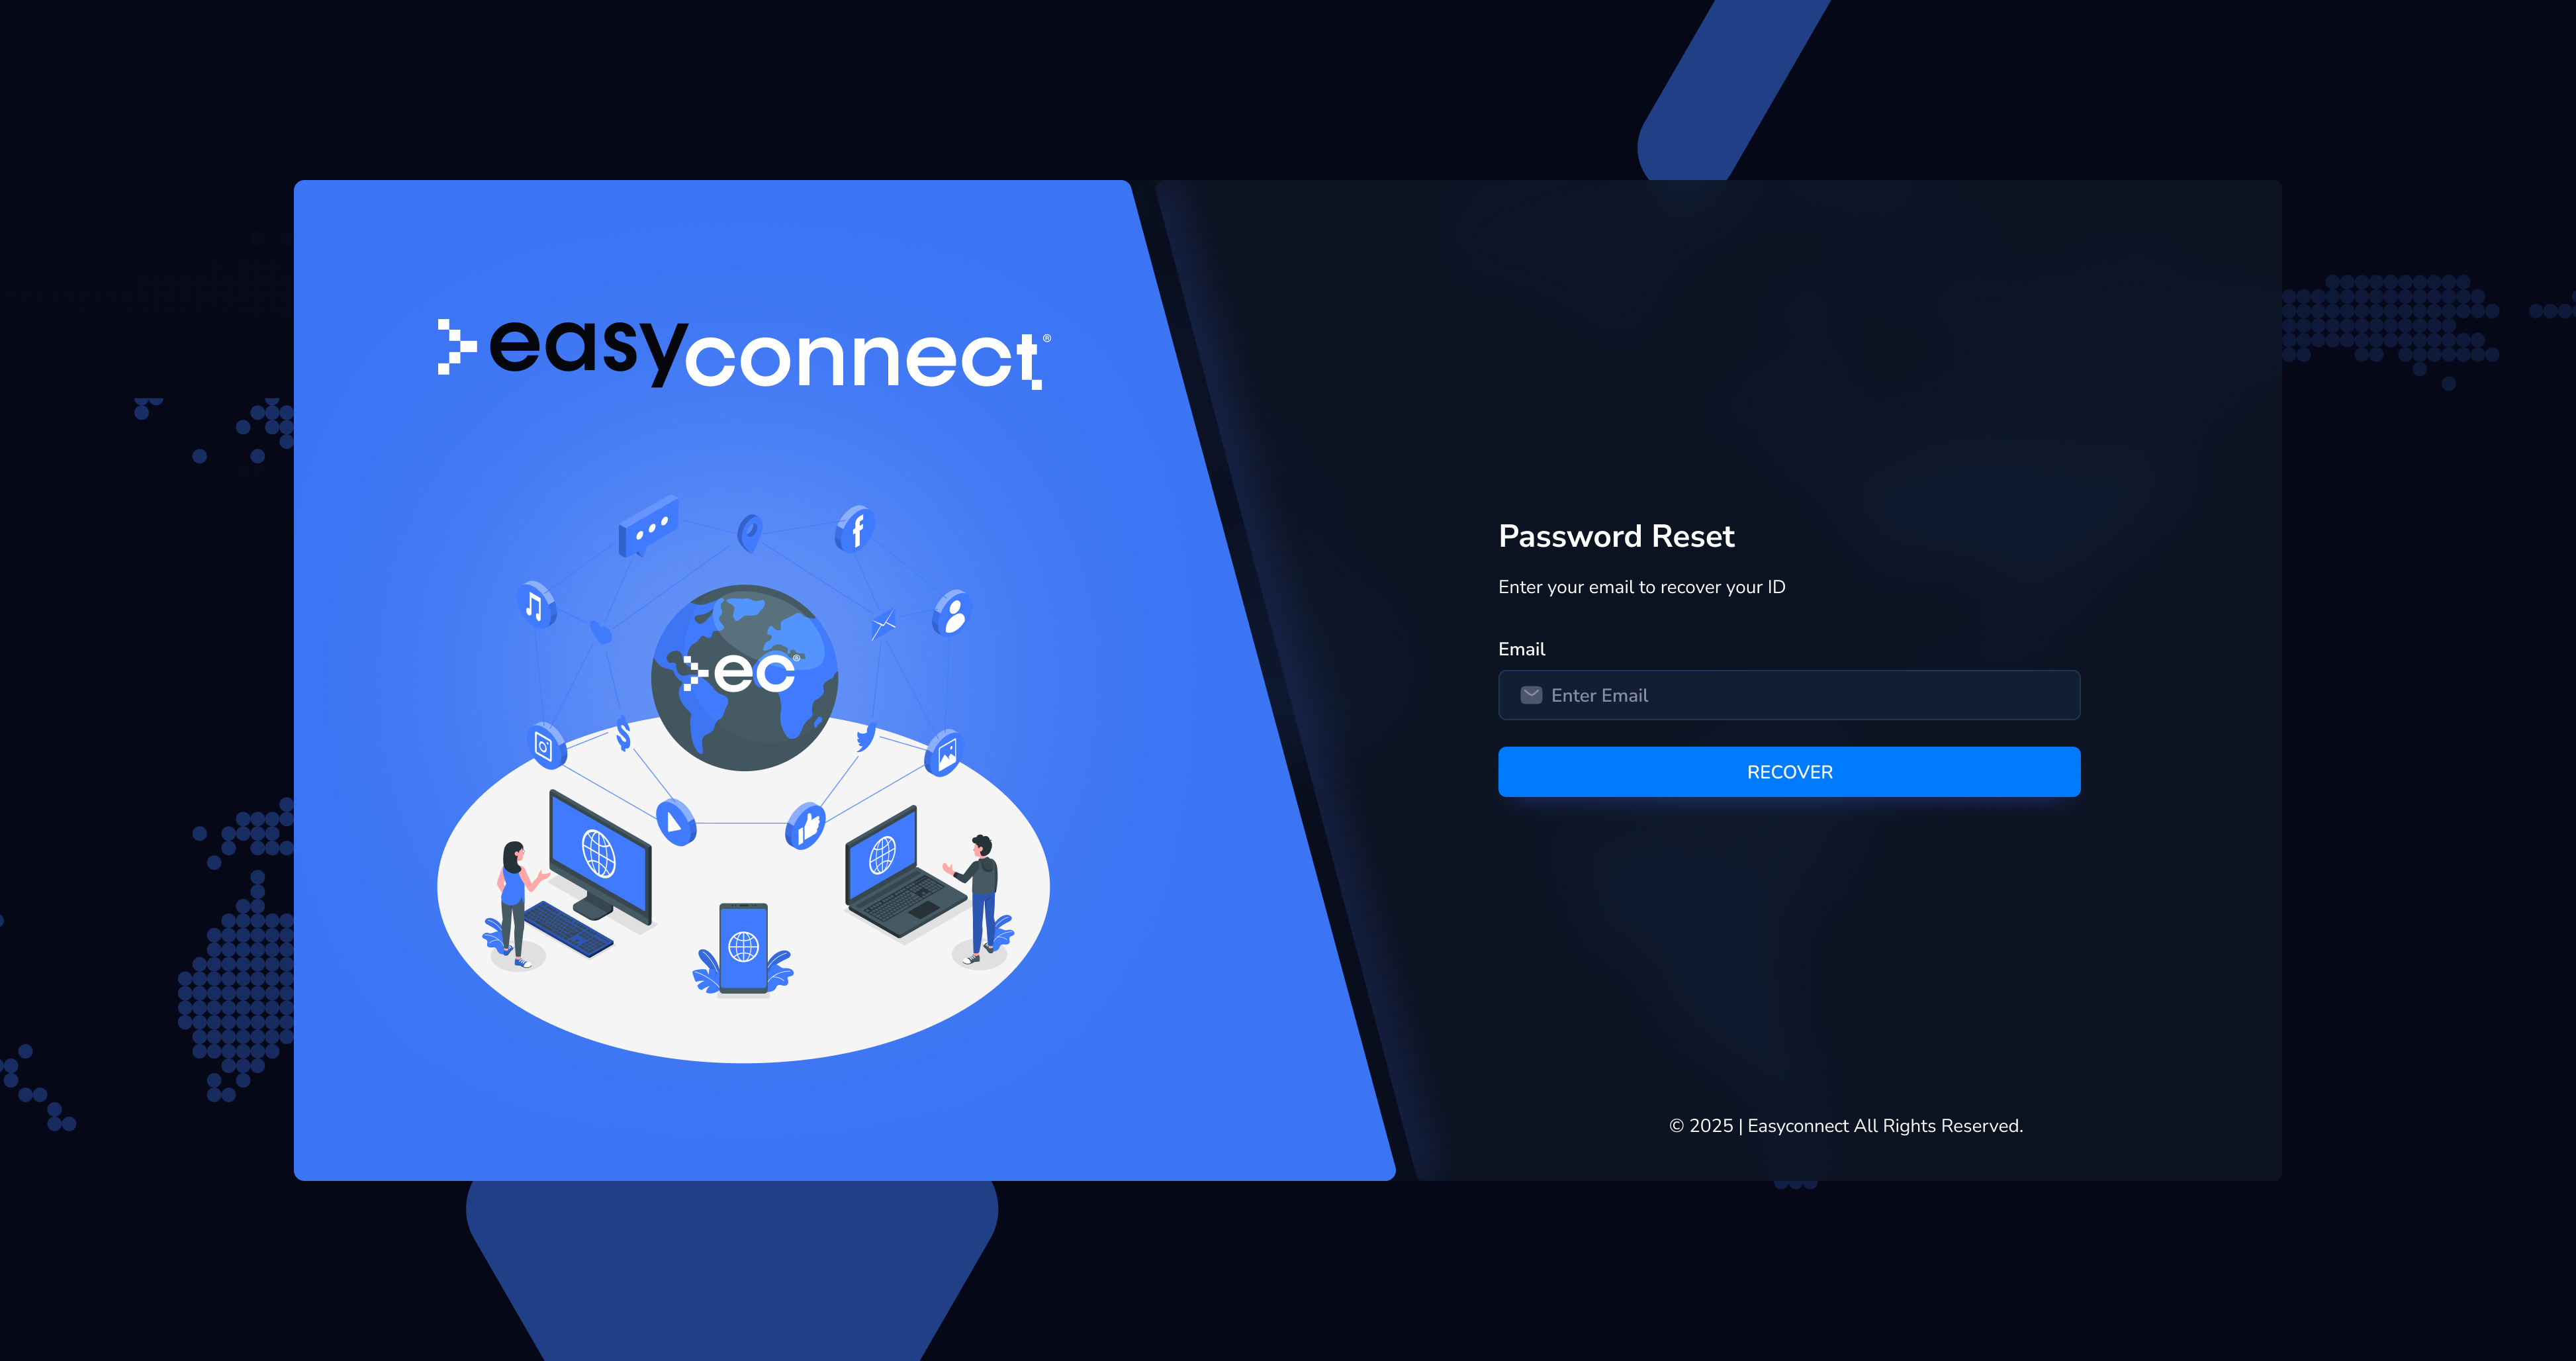 easyconnect®
ec®
Password Reset
Enter your email to recover your ID
Email
Enter Email
RECOVER
© 2025 | Easyconnect All Rights Reserved.